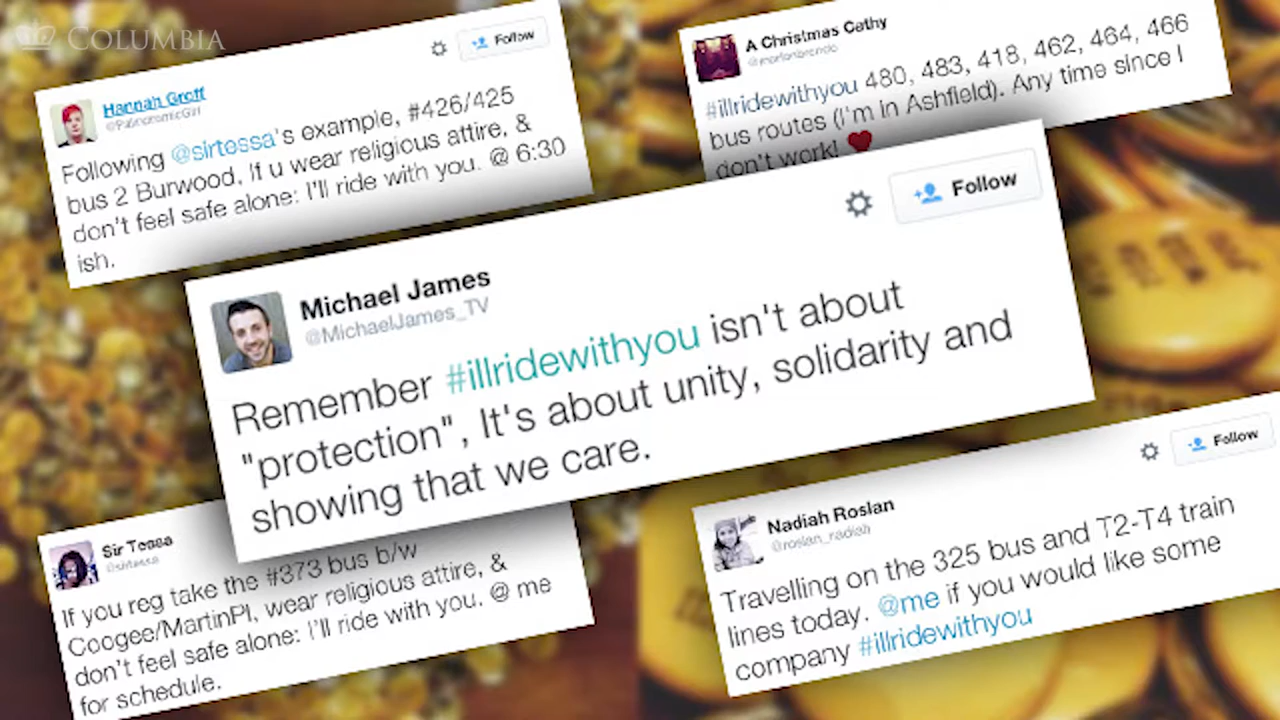 COLUMBIA
Follow
Hannah Groff
Following @sirtessa's example, #426/425
bus 2 Burwood. If u wear religious attire, &
don't feel safe alone: I'll ride with you. @ 6:30
ish.
A Christmas Cathy
@marlonbrando
#illridewithyou 480, 483, 418, 462, 464, 466
bus routes (I'm in Ashfield). Any time since I
don't work! ❤
Follow
Michael James
@MichaelJames_TV
Remember #illridewithyou isn't about
"protection", It's about unity, solidarity and
showing that we care.
Sir Tessa
@sirtessa
If you reg take the #373 bus b/w
Coogee/MartinPl, wear religious attire, &
don't feel safe alone: I'll ride with you. @ me
for schedule.
Follow
Nadiah Roslan
@roslan_nadiah
Travelling on the 325 bus and T2-T4 train
lines today. @me if you would like some
company #illridewithyou